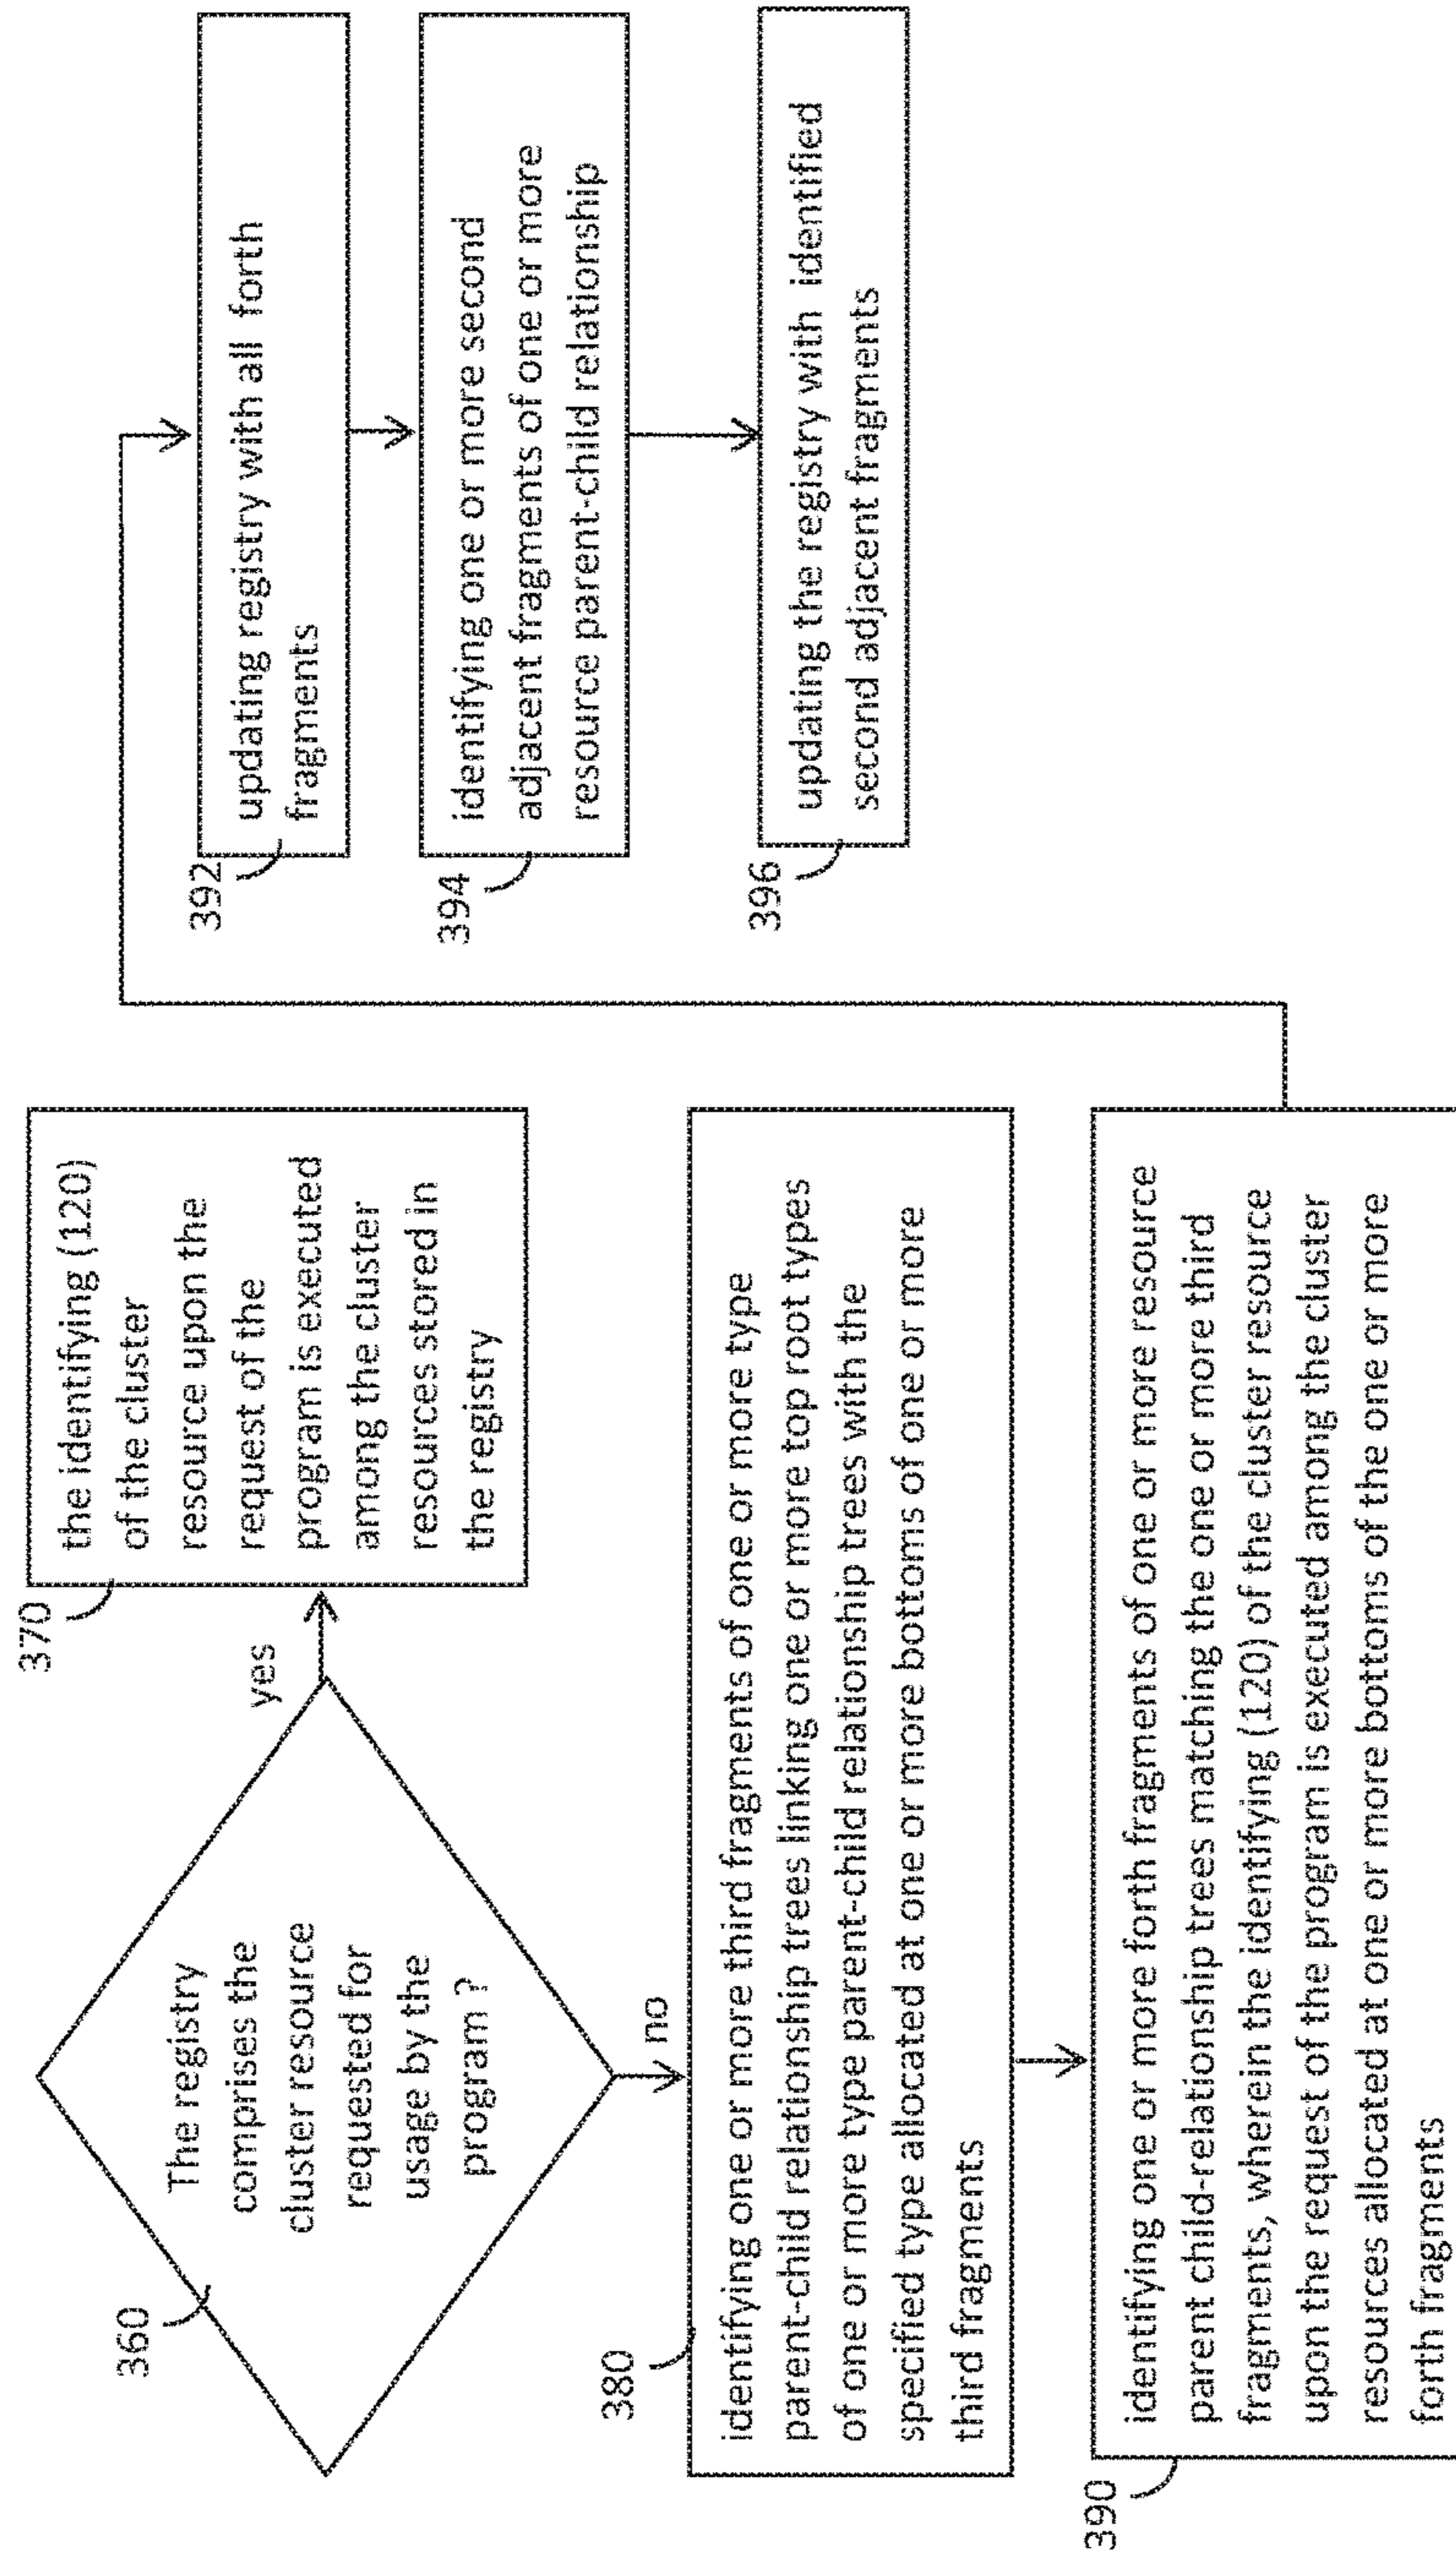 360
The registry
comprises the
cluster resource
requested for
usage by the
program ?
yes
no
370
the identifying (120)
of the cluster
resource upon the
request of the
program is executed
among the cluster
resources stored in
the registry
380
identifying one or more third fragments of one or more type
parent-child relationship trees linking one or more top root types
of one or more type parent-child relationship trees with the
specified type allocated at one or more bottoms of one or more
third fragments
390
identifying one or more forth fragments of one or more resource
parent child-relationship trees matching the one or more third
fragments, wherein the identifying (120) of the cluster resource
upon the request of the program is executed among the cluster
resources allocated at one or more bottoms of the one or more
forth fragments
392
updating registry with all forth
fragments
394
identifying one or more second
adjacent fragments of one or more
resource parent-child relationship
396
updating the registry with identified
second adjacent fragments